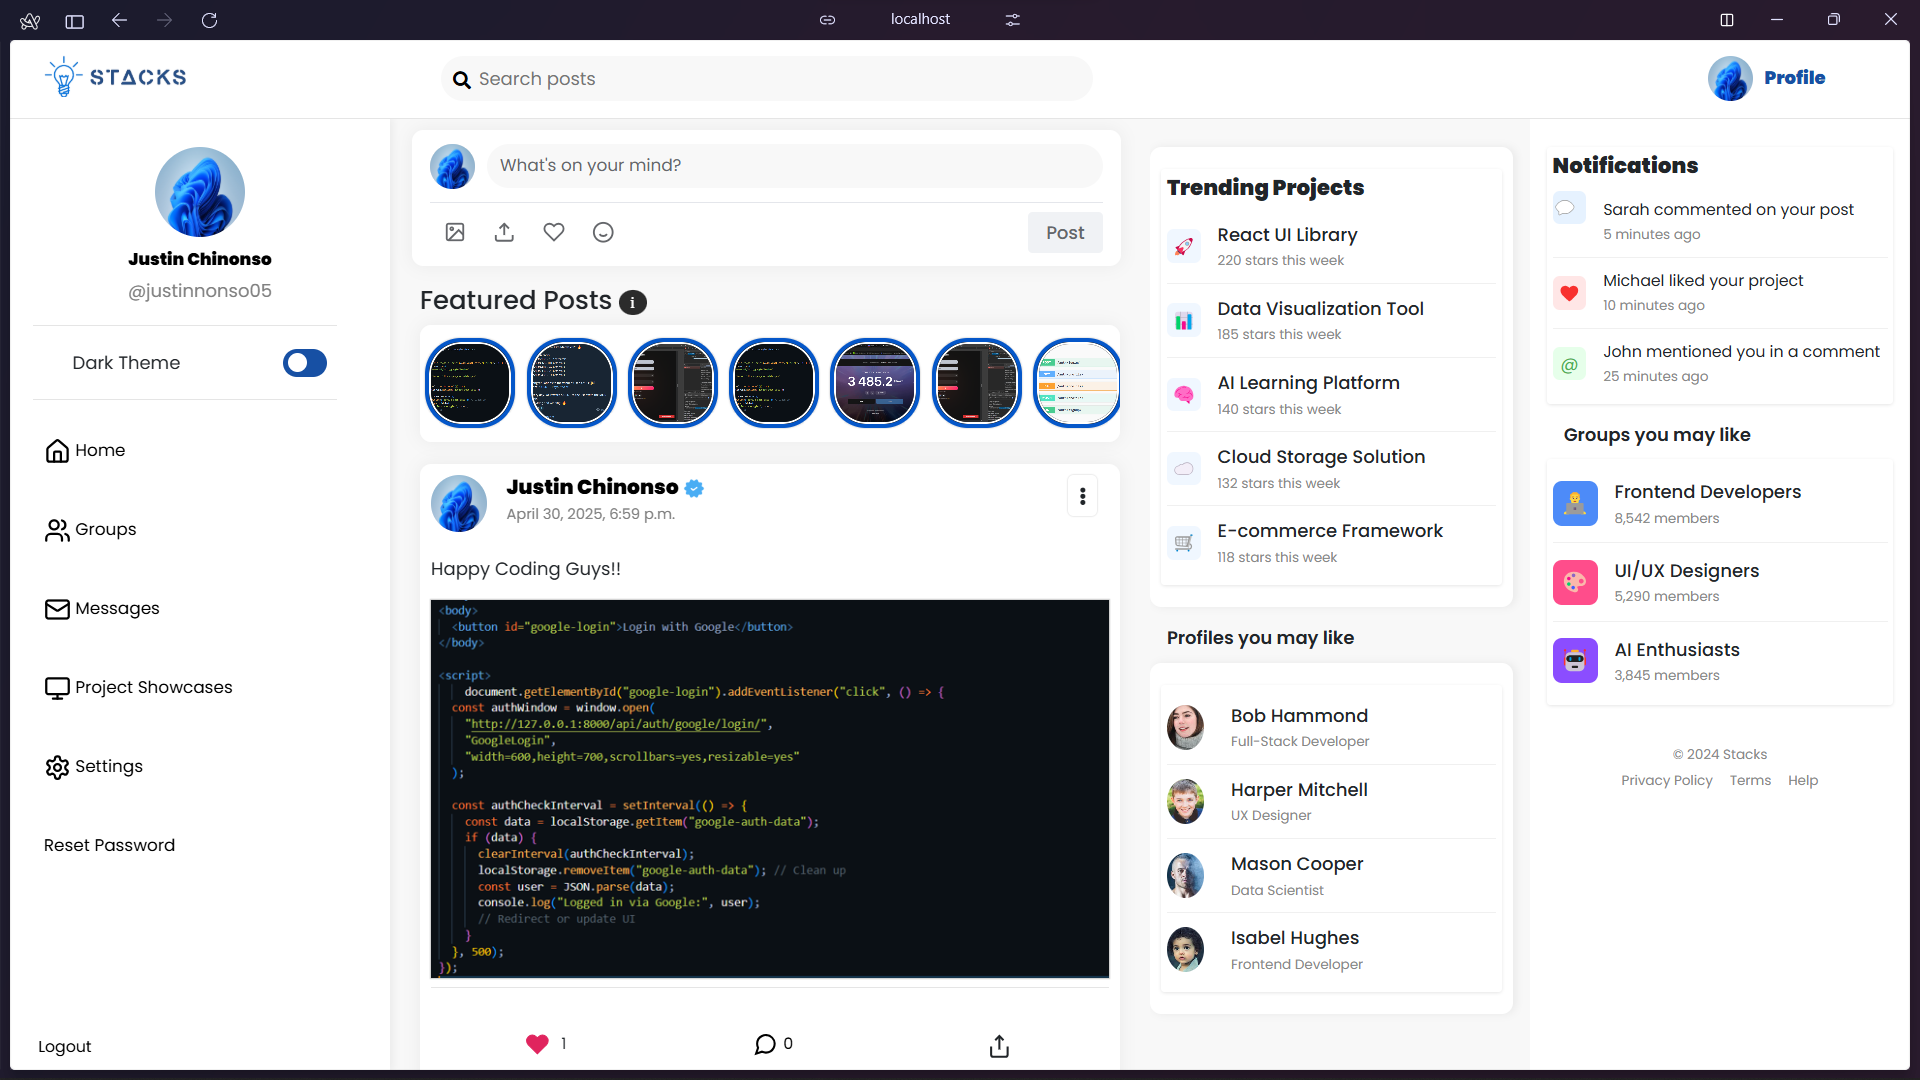 localhost
STACKS
Search posts
Profile
Justin Chinonso
@justinnonso05
Dark Theme
Home
Groups
Messages
Project Showcases
Settings
Reset Password
Logout
What's on your mind?
Post
Featured Posts
i
3 485.2
Justin Chinonso
April 30, 2025, 6:59 p.m.
Happy Coding Guys!!
<body>
<button id="google-login">Login with Google</button>
</body>
<script>
document.getElementById("google-login").addEventListener("click", () => {
const authWindow = window.open(
"http://127.0.0.1:8000/api/auth/google/login/",
"GoogleLogin",
"width=600,height=700,scrollbars=yes,resizable=yes"
);
const authCheckInterval = setInterval(() => {
const data = localStorage.getItem("google-auth-data");
if (data) {
clearInterval(authCheckInterval);
localStorage.removeItem("google-auth-data"); // Clean up
const user = JSON.parse(data);
console.log("Logged in via Google:", user);
// Redirect or update UI
}
}, 500);
});
1
0
Trending Projects
React UI Library
220 stars this week
Data Visualization Tool
185 stars this week
AI Learning Platform
140 stars this week
Cloud Storage Solution
132 stars this week
E-commerce Framework
118 stars this week
Profiles you may like
Bob Hammond
Full-Stack Developer
Harper Mitchell
UX Designer
Mason Cooper
Data Scientist
Isabel Hughes
Frontend Developer
Notifications
Sarah commented on your post
5 minutes ago
Michael liked your project
10 minutes ago
@
John mentioned you in a comment
25 minutes ago
Groups you may like
Frontend Developers
8,542 members
UI/UX Designers
5,290 members
AI Enthusiasts
3,845 members
© 2024 Stacks
Privacy Policy Terms Help